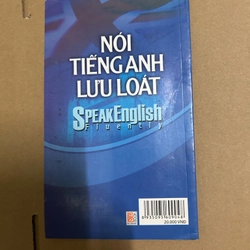 NÓI
TIẾNG ANH
LƯU LOÁT
SPEAKEnglish
Fluently
20.000 VND